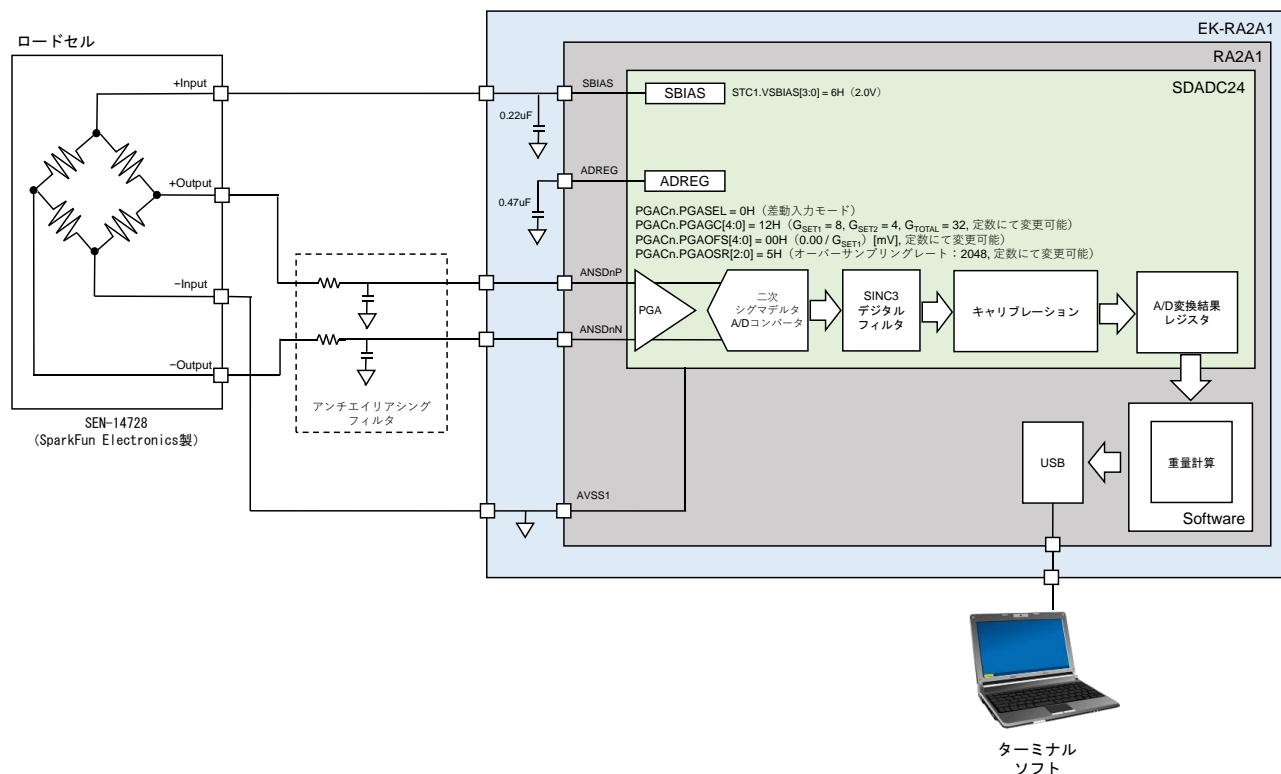 EK-RA2A1
ロードセル
RA2A1
SDADC24
+Input
SBIAS
SBIAS
STC1.VSBIAS[3:0] = 6H（2.0V）
0.22uF
ADREG
ADREG
+Output
0.47uF
PGACn.PGASEL = 0H（差動入力モード）
PGACn.PGAGC[4:0] = 12H（GSET1 = 8, GSET2 = 4, GTOTAL = 32, 定数にて変更可能）
PGACn.PGAOFS[4:0] = 00H（0.00 / GSET1）[mV], 定数にて変更可能）
PGACn.PGAOSR[2:0] = 5H（オーバーサンプリングレート：2048, 定数にて変更可能）
−Input
ANSDnP
PGA
二次
シグマデルタ
A/Dコンバータ
SINC3
デジタル
フィルタ
キャリブレーション
A/D変換結果
レジスタ
ANSDnN
−Output
アンチエイリアシング
フィルタ
SEN-14728
（SparkFun Electronics製）
USB
重量計算
Software
AVSS1
ターミナル
ソフト